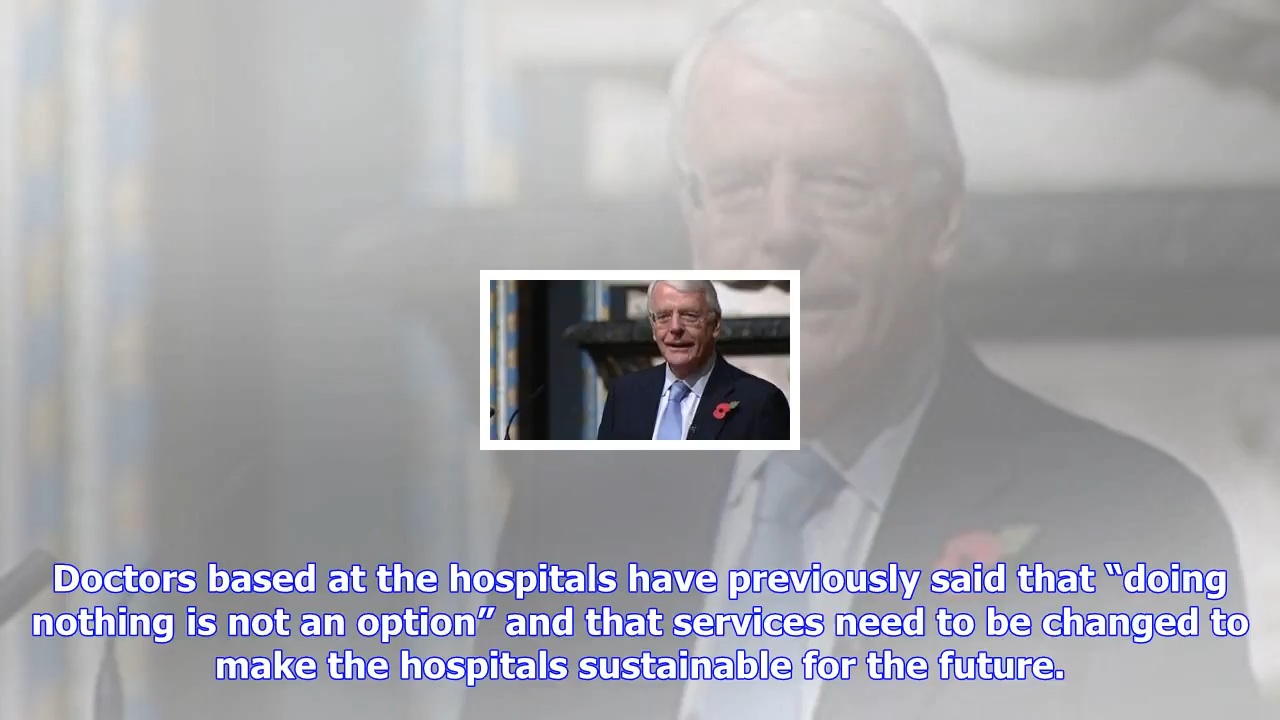 Doctors based at the hospitals have previously said that “doing
nothing is not an option” and that services need to be changed to
make the hospitals sustainable for the future.